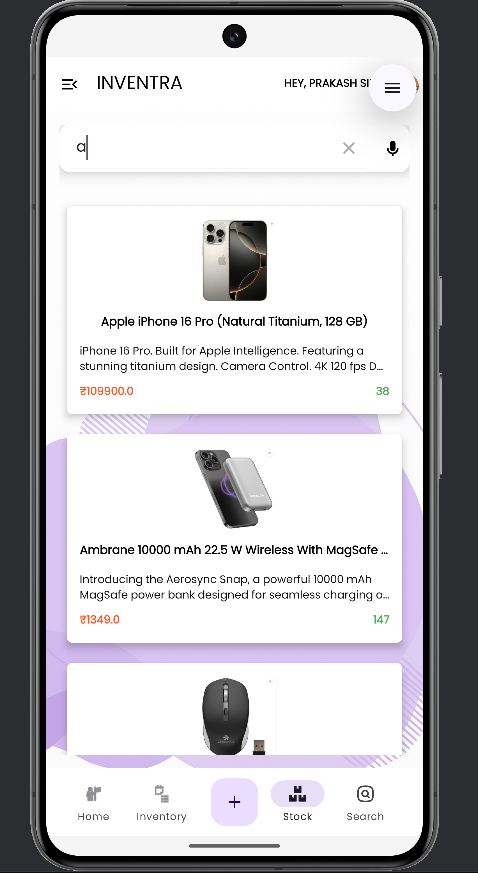 INVENTRA
HEY, PRAKASH
a
Apple iPhone 16 Pro (Natural Titanium, 128 GB)
iPhone 16 Pro. Built for Apple Intelligence. Featuring a
stunning titanium design. Camera Control. 4K 120 fps D...
₹109900.0
38
Ambrane 10000 mAh 22.5 W Wireless With MagSafe ...
Introducing the Aerosync Snap, a powerful 10000 mAh
MagSafe power bank designed for seamless charging o...
₹1349.0
147
Home
Inventory
Stock
Search